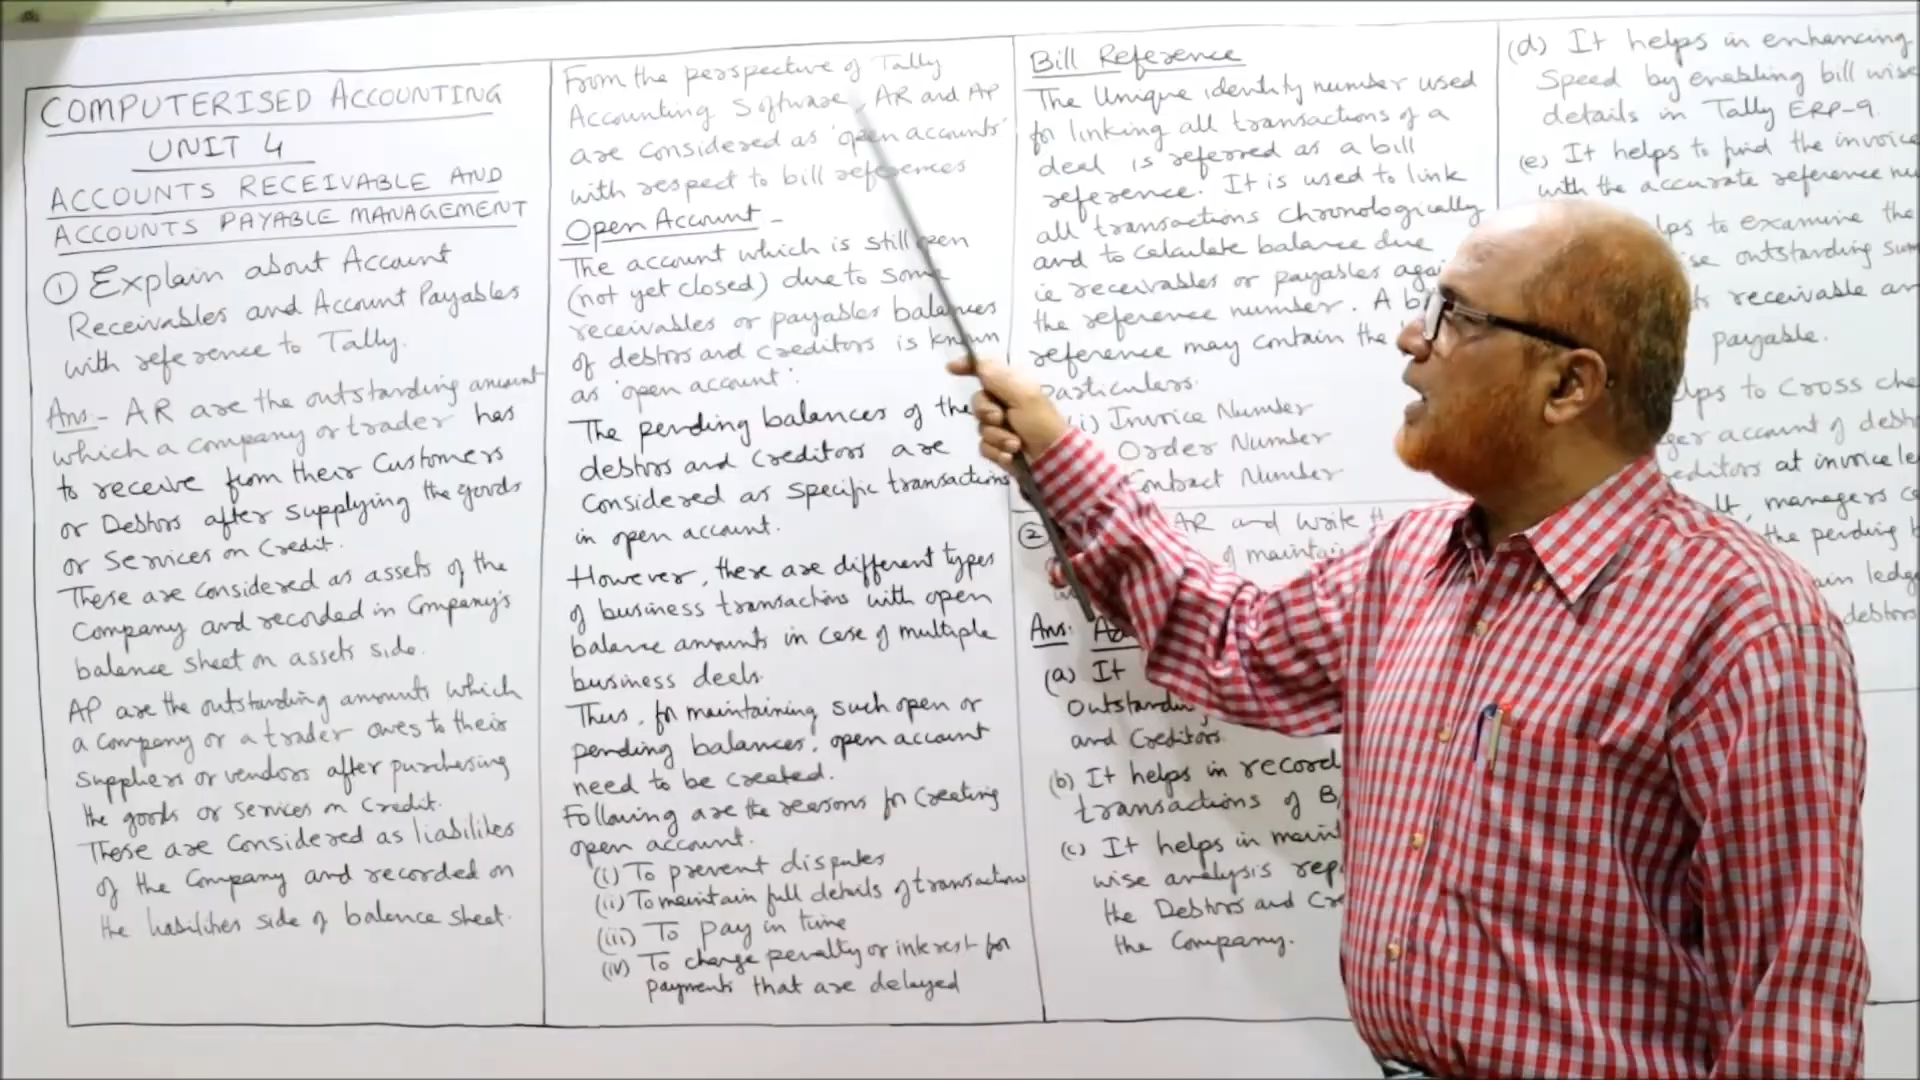 COMPUTERISED ACCOUNTING
UNIT 4
ACCOUNTS RECEIVABLE AND
ACCOUNTS PAYABLE MANAGEMENT
① Explain about Account
Receivables and Account Payables
with reference to Tally.
Ans:- AR are the outstanding amount
which a company or trader has
to receive from their Customers
or Debtors after supplying the goods
or Services on Credit.
These are considered as assets of the
Company and recorded in Company's
balance sheet on assets side.
AP are the outstanding amounts which
a Company or a trader owes to their
Suppliers or vendors after purchasing
the goods or services on Credit.
These are Considered as liabilities
of the Company and recorded on
the liabilities side of balance sheet.
From the perspective of Tally
Accounting Software, AR and AP
are considered as 'open accounts'
with respect to bill references
Open Account -
The account which is still open
(not yet closed) due to some
receivables or payables balances
of debtors and creditors is known
as 'open account'.
The pending balances of the
debtors and creditors are
Considered as specific transactions
in open account.
However, there are different types
of business transactions with open
balance amounts in case of multiple
business deals.
Thus, for maintaining such open or
pending balances, open account
need to be created.
Following are the reasons for Creating
open account.
(i) To prevent disputes
(ii) To maintain full details of transactions
(iii) To pay in time
(iv) To charge penalty or interest for
payments that are delayed
Bill Reference
The Unique identity number used
for linking all transactions of a
deal is referred as a bill
reference. It is used to link
all transactions chronologically
and to calculate balance due
ie receivables or payables
the reference number. A
reference may contain the
Particulars.
(i) Invoice Number
Order Number
Contract Number
② AR and write
of
Ans:
(a) It
and Creditors.
(b) It helps in
transactions of
(c) It helps in
wise analysis
the Debtors and
the Company.
(d) It helps in enhancing
Speed by enabling bill wise
details in Tally ERP-9.
(e) It helps to find the invoice
with the accurate reference
to examine the
outstanding
receivable
payable.
to cross
account of
at invoice
managers
the pending